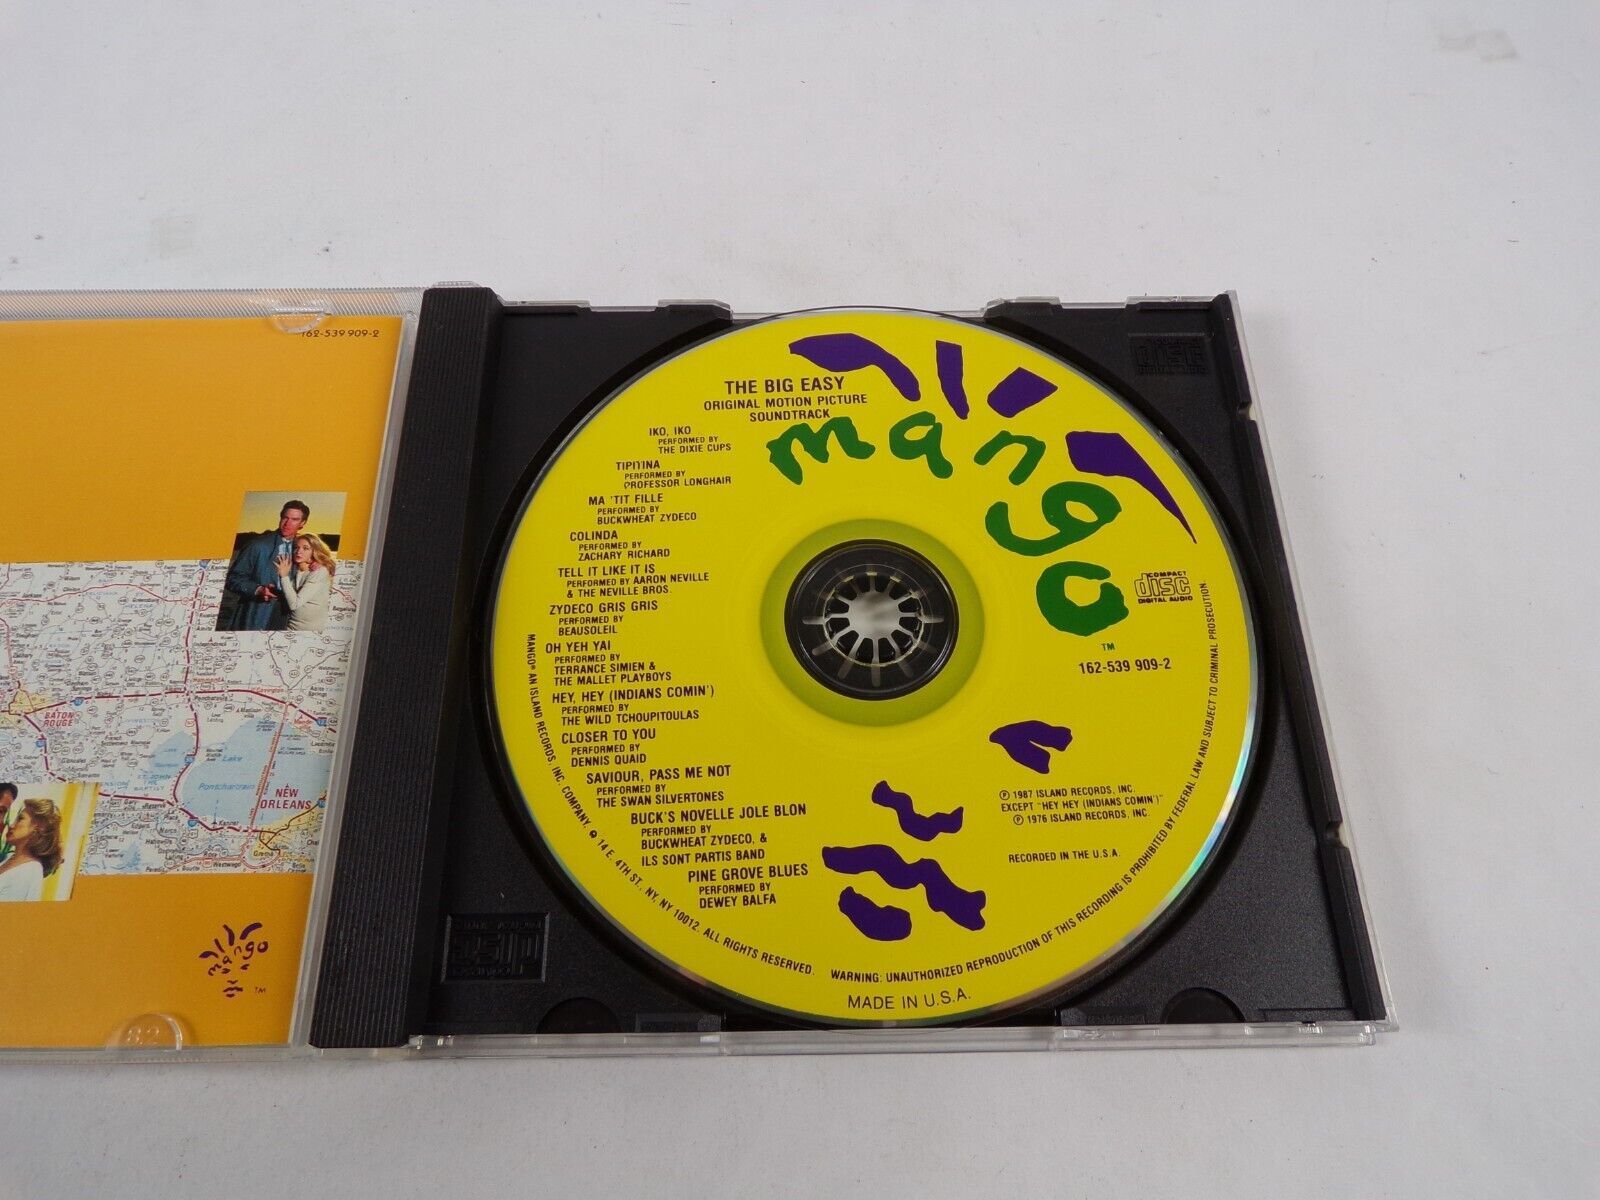 162-539 909-2
BATON
ROUGE
Lake
Pontchartrain
NEW
ORLEANS
Gretna
mango
TM
THE BIG EASY
ORIGINAL MOTION PICTURE
SOUNDTRACK
IKO, IKO
PERFORMED BY
THE DIXIE CUPS
TIPITINA
PERFORMED BY
PROFESSOR LONGHAIR
MA 'TIT FILLE
PERFORMED BY
BUCKWHEAT ZYDECO
COLINDA
PERFORMED BY
ZACHARY RICHARD
TELL IT LIKE IT IS
PERFORMED BY AARON NEVILLE
& THE NEVILLE BROS.
ZYDECO GRIS GRIS
PERFORMED BY
BEAUSOLEIL
OH YEH YAI
PERFORMED BY
TERRANCE SIMIEN &
THE MALLET PLAYBOYS
HEY, HEY (INDIANS COMIN')
PERFORMED BY
THE WILD TCHOUPITOULAS
CLOSER TO YOU
PERFORMED BY
DENNIS QUAID
SAVIOUR, PASS ME NOT
PERFORMED BY
THE SWAN SILVERTONES
BUCK'S NOVELLE JOLE BLON
PERFORMED BY
BUCKWHEAT ZYDECO, &
ILS SONT PARTIS BAND
PINE GROVE BLUES
PERFORMED BY
DEWEY BALFA
mango
TM
COMPACT
disc
DIGITAL AUDIO
162-539 909-2
℗ 1987 ISLAND RECORDS, INC.
EXCEPT "HEY HEY (INDIANS COMIN')"
℗ 1976 ISLAND RECORDS, INC.
RECORDED IN THE U.S.A.
MANGO® AN ISLAND RECORDS, INC. COMPANY, 14 E. 4TH ST., NY, NY 10012. ALL RIGHTS RESERVED. WARNING: UNAUTHORIZED REPRODUCTION OF THIS RECORDING IS PROHIBITED BY FEDERAL LAW AND SUBJECT TO CRIMINAL PROSECUTION.
MADE IN U.S.A.